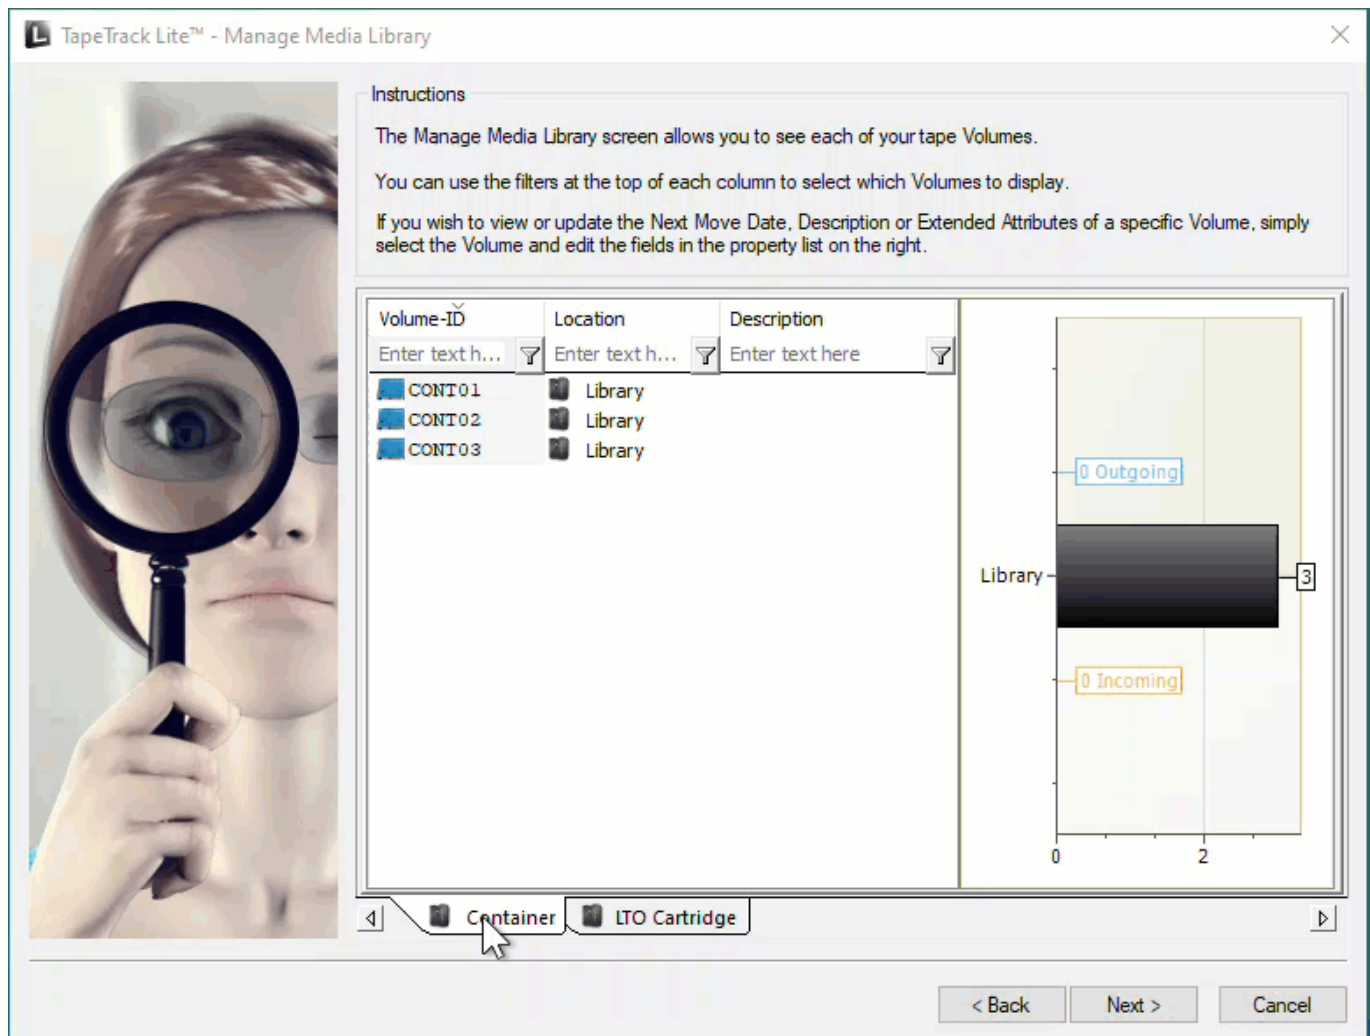 TapeTrack Lite™ - Manage Media Library
Instructions
The Manage Media Library screen allows you to see each of your tape Volumes.
You can use the filters at the top of each column to select which Volumes to display.
If you wish to view or update the Next Move Date, Description or Extended Attributes of a specific Volume, simply
select the Volume and edit the fields in the property list on the right.
Volume-ID Location Description
Enter text h... Enter text h... Enter text here
CONT01 Library
CONT02 Library
CONT03 Library
0 Outgoing
Library 3
0 Incoming
0 2
Container LTO Cartridge
< Back Next > Cancel